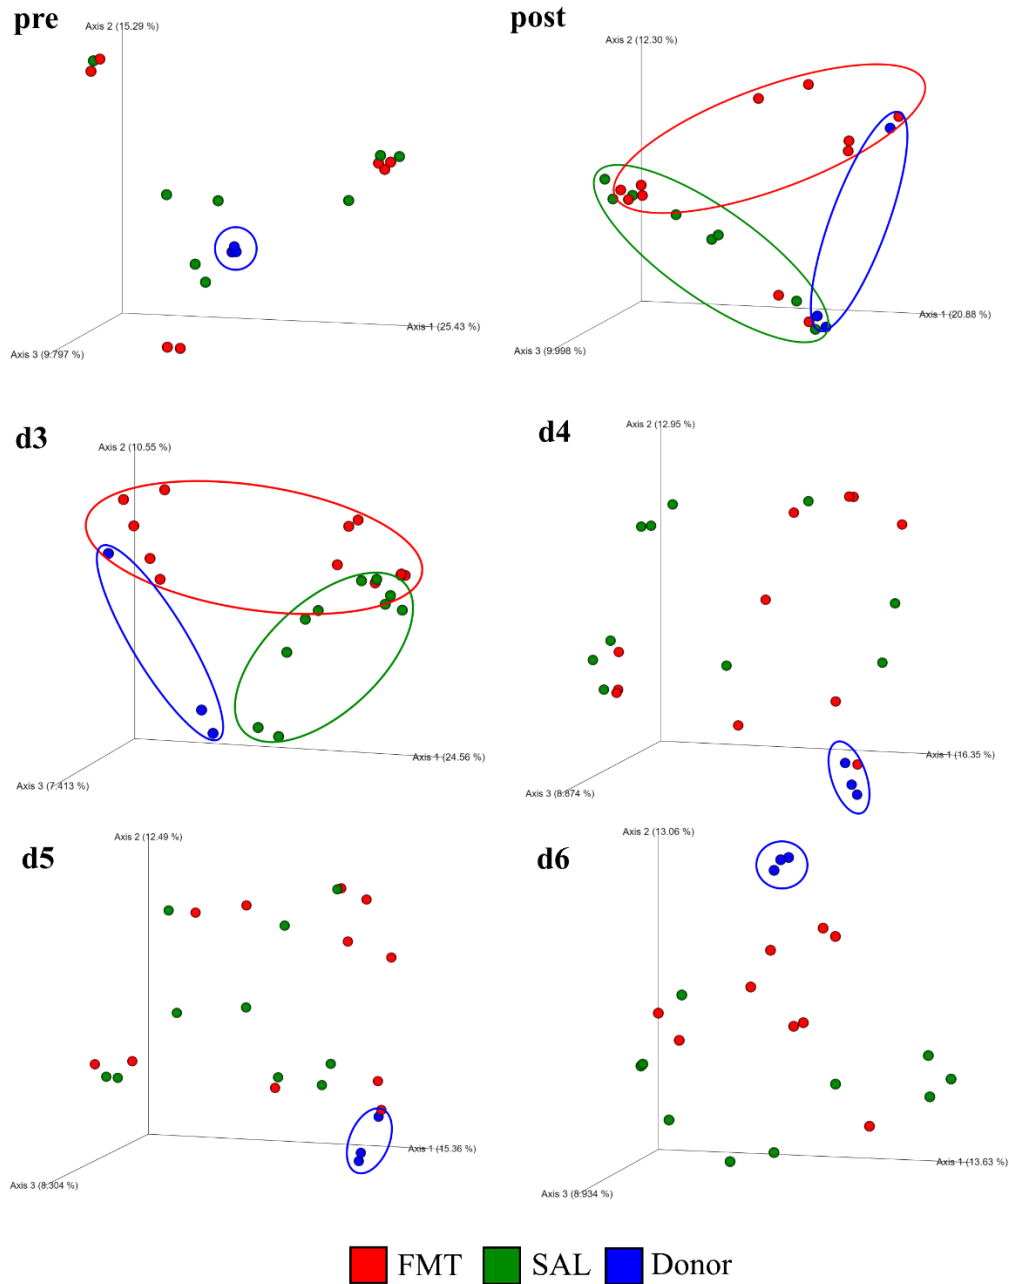 pre
Axis 2 (15.29 %)
Axis 1 (25.43 %)
Axis 3 (9.797 %)
post
Axis 2 (12.30 %)
Axis 1 (20.88 %)
Axis 3 (9.998 %)
d3
Axis 2 (10.55 %)
Axis 1 (24.56 %)
Axis 3 (7.413 %)
d4
Axis 2 (12.95 %)
Axis 1 (16.35 %)
Axis 3 (8.874 %)
d5
Axis 2 (12.49 %)
Axis 1 (15.36 %)
Axis 3 (8.304 %)
d6
Axis 2 (13.06 %)
Axis 1 (13.63 %)
Axis 3 (8.934 %)
FMT SAL Donor